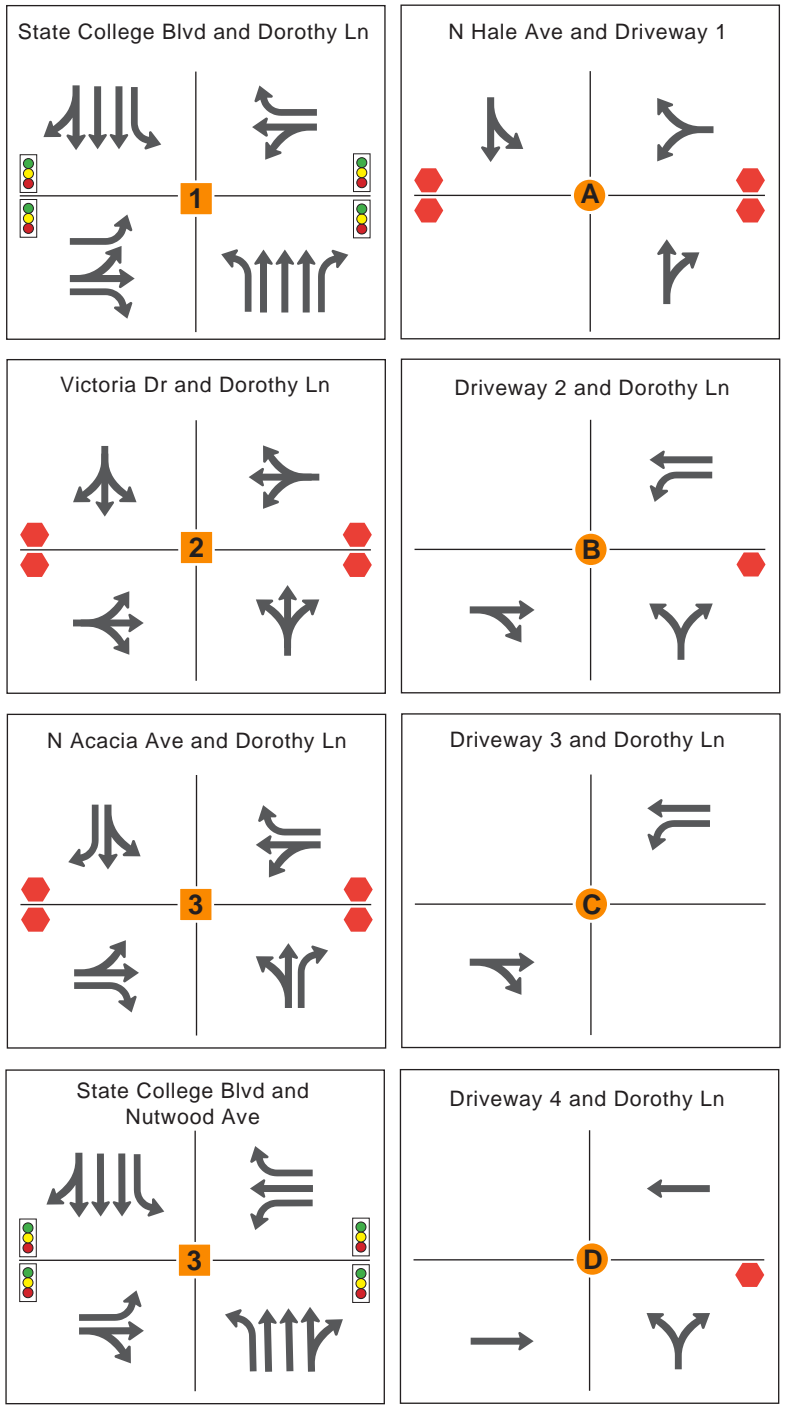 State College Blvd and Dorothy Ln
1
N Hale Ave and Driveway 1
A
Victoria Dr and Dorothy Ln
2
Driveway 2 and Dorothy Ln
B
N Acacia Ave and Dorothy Ln
3
Driveway 3 and Dorothy Ln
C
State College Blvd and
Nutwood Ave
3
Driveway 4 and Dorothy Ln
D